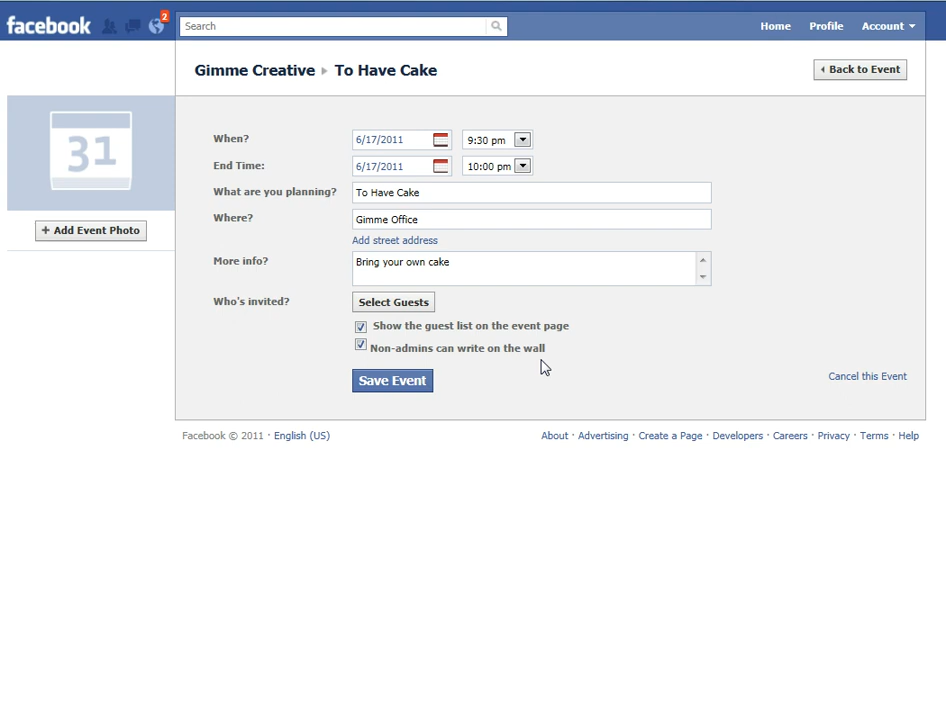 facebook
2
Search
Home Profile Account
Gimme Creative To Have Cake
Back to Event
31
+ Add Event Photo
When? 6/17/2011 9:30 pm
End Time: 6/17/2011 10:00 pm
What are you planning? To Have Cake
Where? Gimme Office
Add street address
More info? Bring your own cake
Who's invited? Select Guests
Show the guest list on the event page
Non-admins can write on the wall
Save Event
Cancel this Event
Facebook © 2011 · English (US)
About · Advertising · Create a Page · Developers · Careers · Privacy · Terms · Help